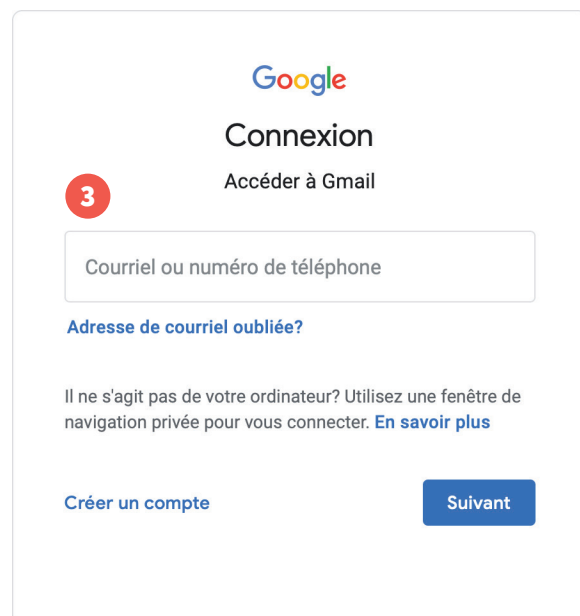 Google
Connexion
Accéder à Gmail
3
Courriel ou numéro de téléphone
Adresse de courriel oubliée?
Il ne s'agit pas de votre ordinateur? Utilisez une fenêtre de
navigation privée pour vous connecter. En savoir plus
Créer un compte
Suivant